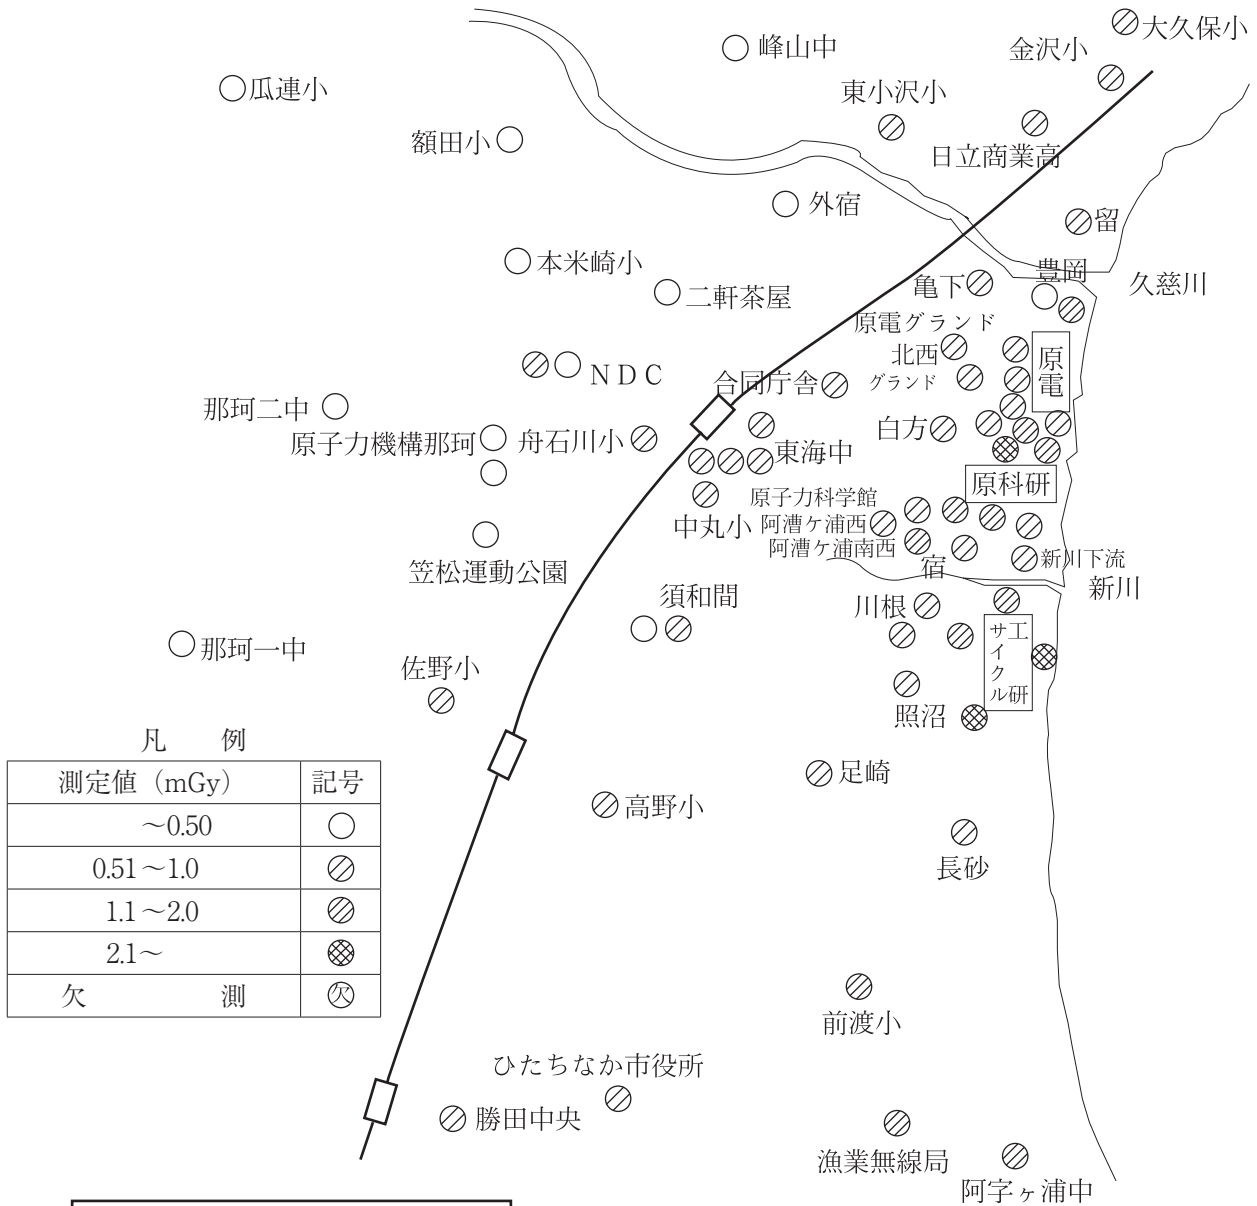 大久保小
峰山中
金沢小
瓜連小
東小沢小
額田小
日立商業高
外宿
留
本米崎小
豊岡
久慈川
二軒茶屋
亀下
原電グランド
北西
原電
NDC
合同庁舎
グランド
那珂二中
原子力機構那珂
舟石川小
白方
東海中
原科研
原子力科学館
中丸小
阿漕ケ浦西
阿漕ケ浦南西
新川下流
笠松運動公園
宿
新川
須和間
川根
サイクル工研
那珂一中
佐野小
照沼
凡 例
測定値（mGy） 記号
～0.50
0.51～1.0
1.1～2.0
2.1～
欠 測 欠
足崎
高野小
長砂
前渡小
ひたちなか市役所
勝田中央
漁業無線局
阿字ヶ浦中